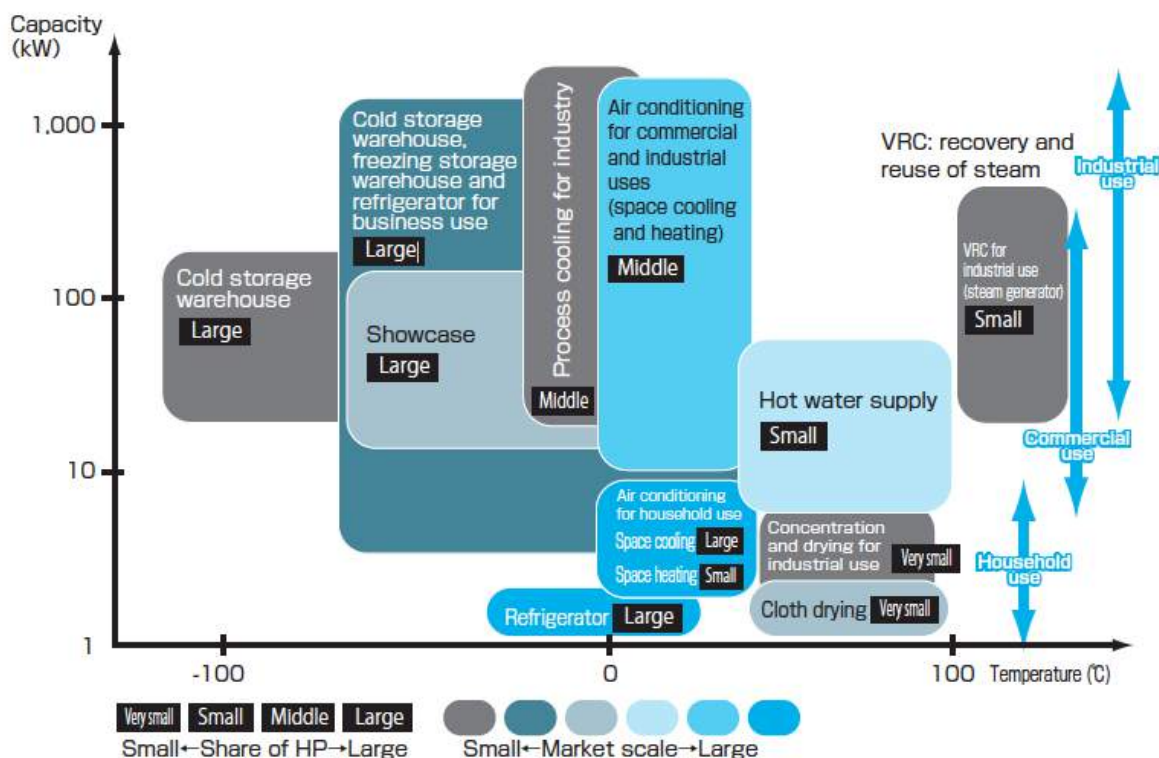 Capacity
(kW)
1,000
100
10
1
-100
0
100
Temperature (℃)
Cold storage
warehouse
Large
Cold storage
warehouse,
freezing storage
warehouse and
refrigerator for
business use
Large
Showcase
Large
Process cooling for industry
Middle
Air conditioning
for commercial
and industrial
uses
(space cooling
and heating)
Middle
VRC: recovery and
reuse of steam
VRC for
industrial use
(steam generator)
Small
Hot water supply
Small
Air conditioning
for household use
Space cooling Large
Space heating Small
Concentration
and drying for
industrial use Very small
Refrigerator Large
Cloth drying Very small
Industrial
use
Commercial
use
Household
use
Very small Small Middle Large
Small←Share of HP→Large
Small←Market scale→Large